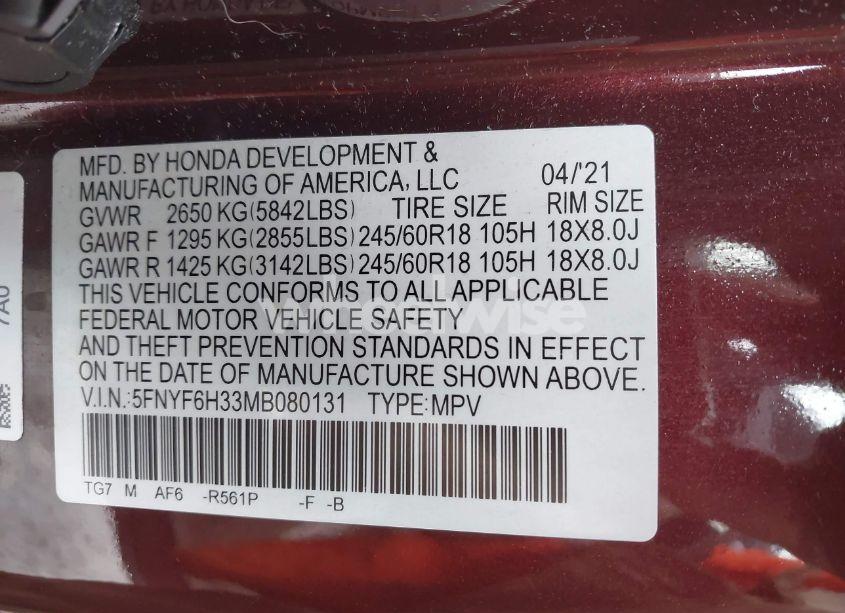 MFD. BY HONDA DEVELOPMENT &
MANUFACTURING OF AMERICA, LLC 04/'21
GVWR 2650 KG(5842LBS) TIRE SIZE RIM SIZE
GAWR F 1295 KG(2855LBS) 245/60R18 105H 18X8.0J
GAWR R 1425 KG(3142LBS) 245/60R18 105H 18X8.0J
THIS VEHICLE CONFORMS TO ALL APPLICABLE
FEDERAL MOTOR VEHICLE SAFETY
AND THEFT PREVENTION STANDARDS IN EFFECT
ON THE DATE OF MANUFACTURE SHOWN ABOVE.
V.I.N.:5FNYF6H33MB080131 TYPE:MPV
TG7 M AF6 -R561P -F -B
wheelwise
7A0